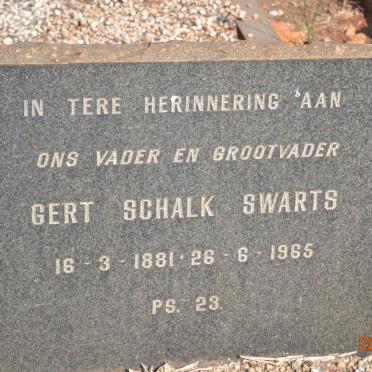 IN TERE HERINNERING AAN
ONS VADER EN GROOTVADER
GERT SCHALK SWARTS
16 - 3 - 1881 · 26 - 6 - 1965
PS. 23.